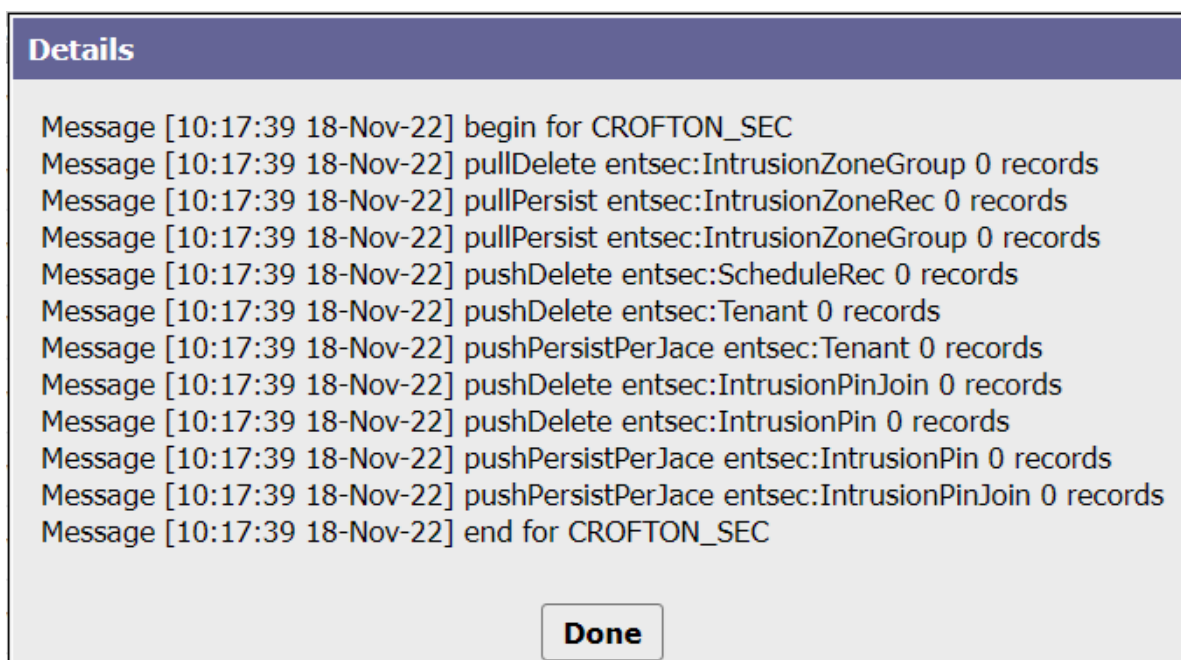 Details
Message [10:17:39 18-Nov-22] begin for CROFTON_SEC
Message [10:17:39 18-Nov-22] pullDelete entsec:IntrusionZoneGroup 0 records
Message [10:17:39 18-Nov-22] pullPersist entsec:IntrusionZoneRec 0 records
Message [10:17:39 18-Nov-22] pullPersist entsec:IntrusionZoneGroup 0 records
Message [10:17:39 18-Nov-22] pushDelete entsec:ScheduleRec 0 records
Message [10:17:39 18-Nov-22] pushDelete entsec:Tenant 0 records
Message [10:17:39 18-Nov-22] pushPersistPerJace entsec:Tenant 0 records
Message [10:17:39 18-Nov-22] pushDelete entsec:IntrusionPinJoin 0 records
Message [10:17:39 18-Nov-22] pushDelete entsec:IntrusionPin 0 records
Message [10:17:39 18-Nov-22] pushPersistPerJace entsec:IntrusionPin 0 records
Message [10:17:39 18-Nov-22] pushPersistPerJace entsec:IntrusionPinJoin 0 records
Message [10:17:39 18-Nov-22] end for CROFTON_SEC
Done